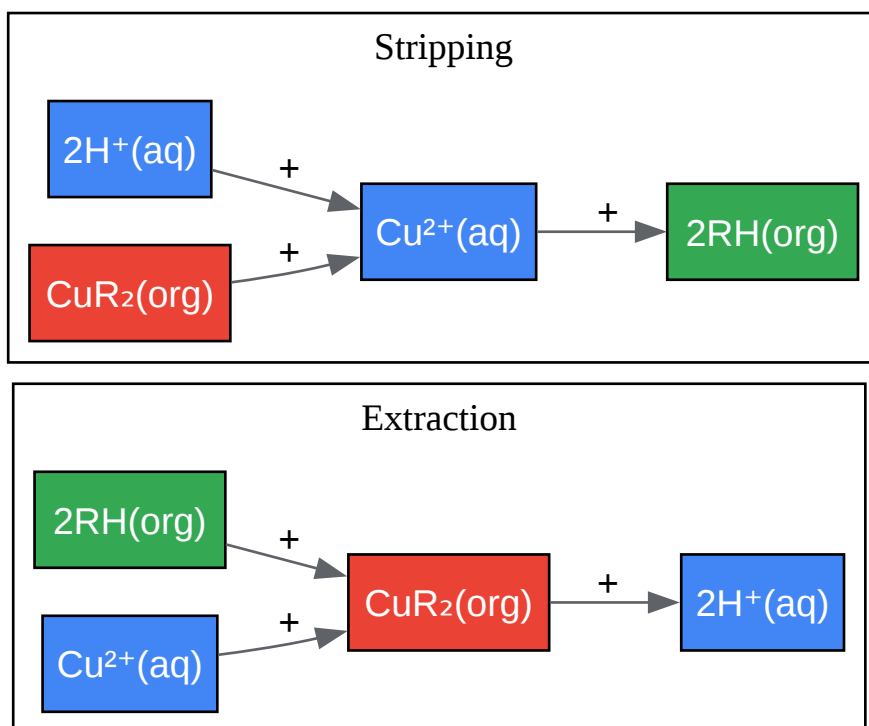 Stripping
2H⁺(aq)
+
Cu²⁺(aq)
+
2RH(org)
+
CuR₂(org)
Extraction
2RH(org)
+
CuR₂(org)
+
2H⁺(aq)
+
Cu²⁺(aq)